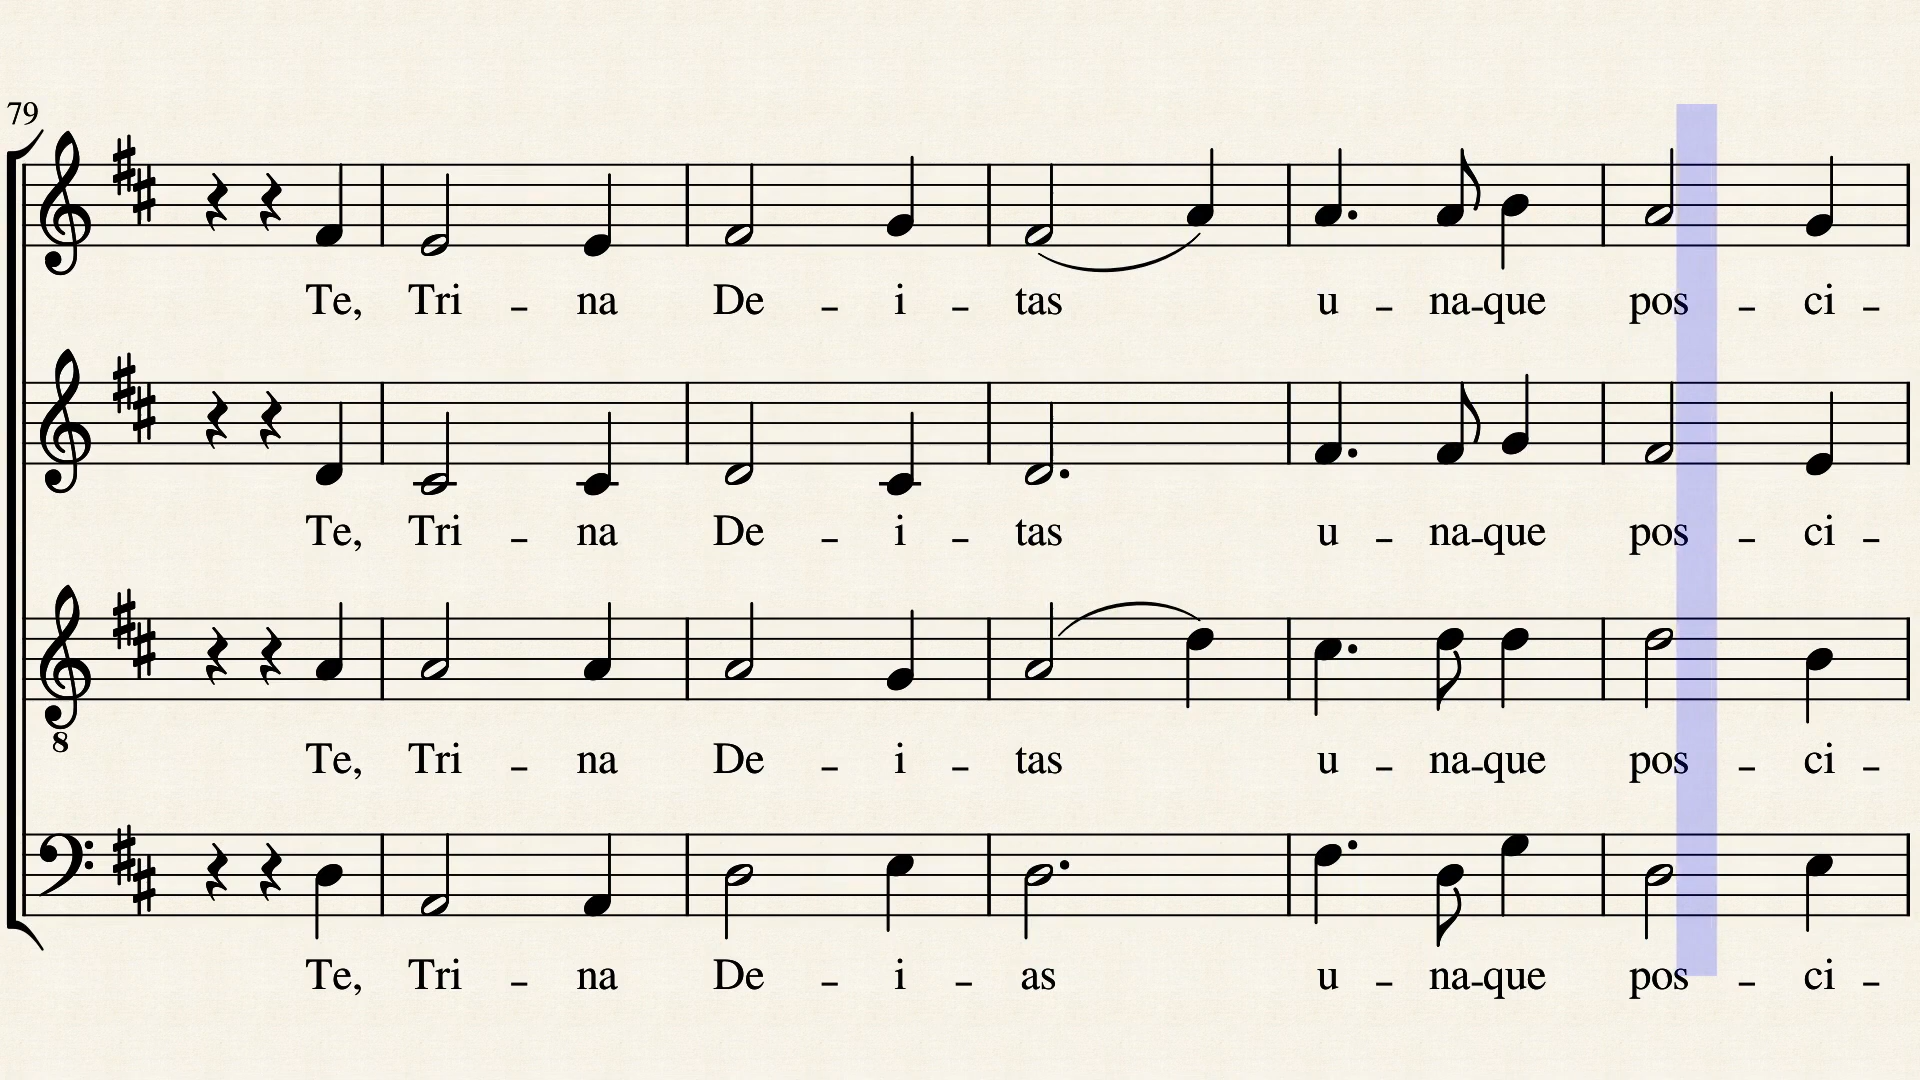 79
Te, Tri - na De - i - tas u - na-que pos - ci -
Te, Tri - na De - i - tas u - na-que pos - ci -
8
Te, Tri - na De - i - tas u - na-que pos - ci -
Te, Tri - na De - i - as u - na-que pos - ci -